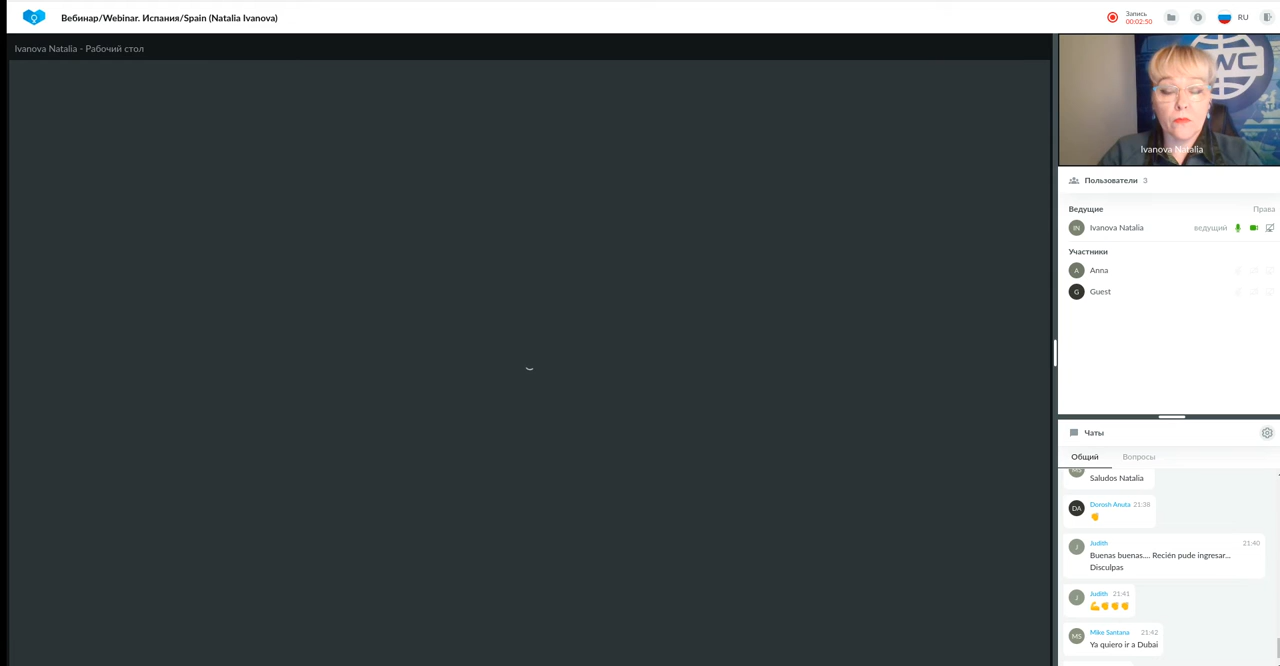 Вебинар/Webinar. Испания/Spain (Natalia Ivanova)
Запись
00:02:50
RU
Ivanova Natalia - Рабочий стол
WC
Ivanova Natalia
Пользователи 3
Ведущие Права
IN Ivanova Natalia ведущий
Участники
A Anna
G Guest
Чаты
Общий Вопросы
MS
Saludos Natalia
DA Dorosh Anuta 21:38
J Judith 21:40
Buenas buenas.... Recién pude ingresar...
Disculpas
J Judith 21:41
MS Mike Santana 21:42
Ya quiero ir a Dubai